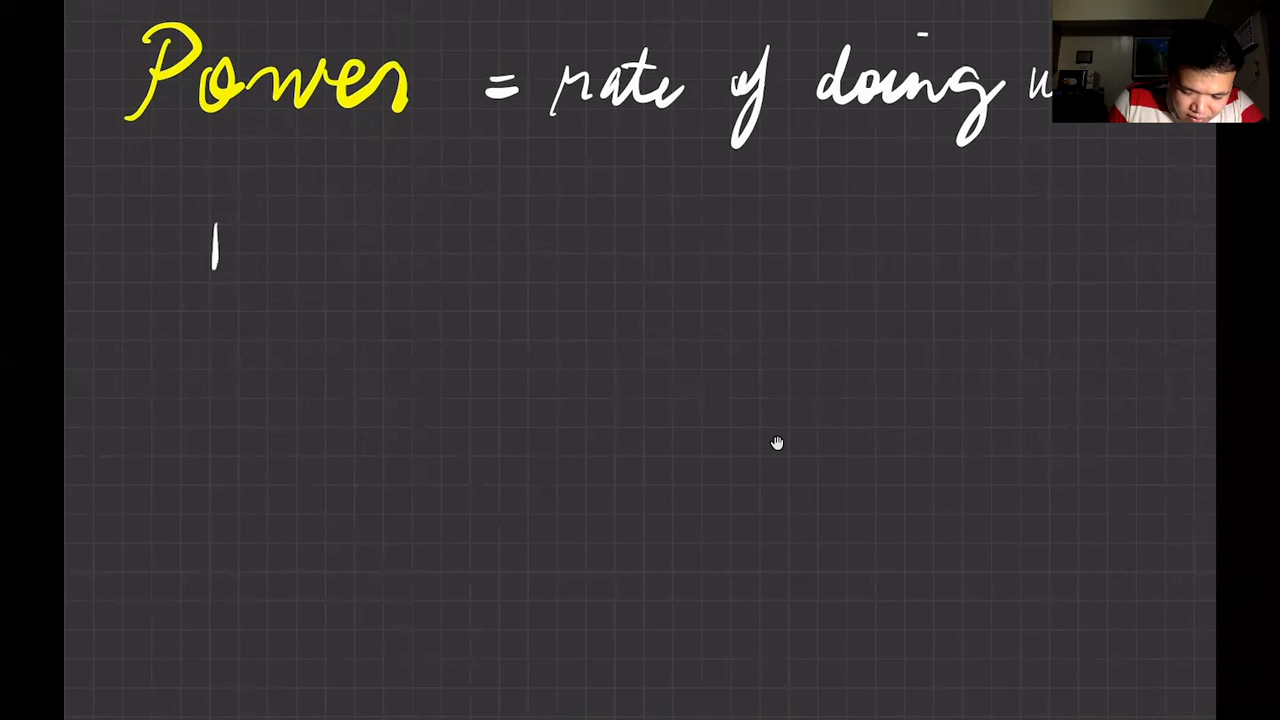 Power = rate of doing